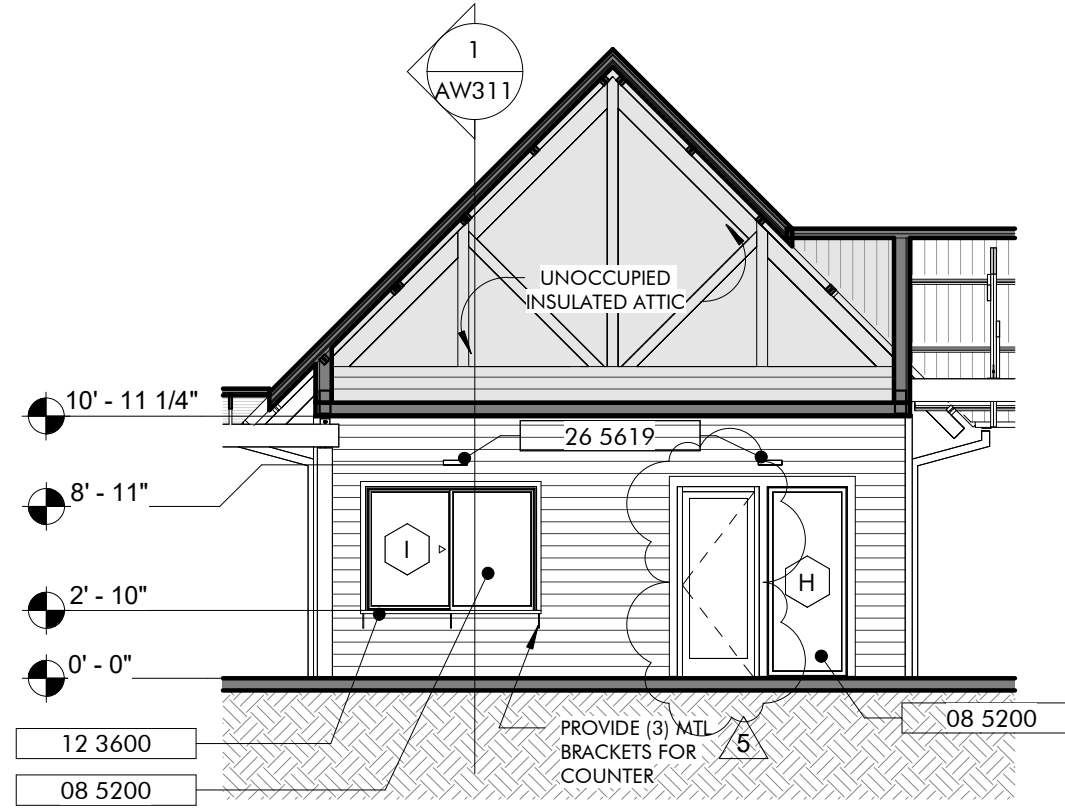 1
AW311
UNOCCUPIED
INSULATED ATTIC
10' - 11 1/4"
26 5619
8' - 11"
I
H
2' - 10"
0' - 0"
12 3600
08 5200
PROVIDE (3) MTL
BRACKETS FOR
COUNTER
5
08 5200